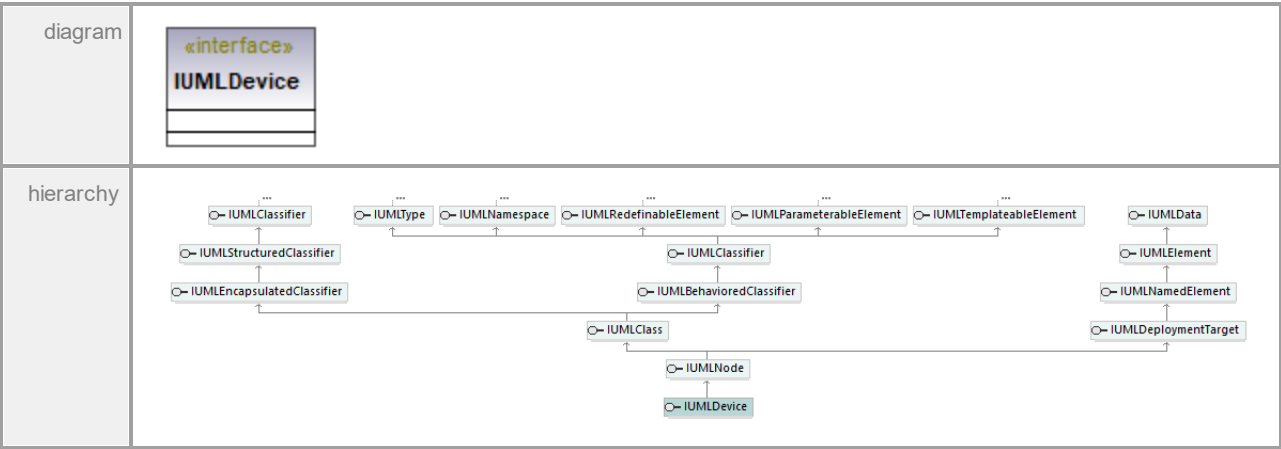 diagram
«interface»
IUMLDevice
hierarchy
... ... ... ... ... ...
IUMLClassifier IUMLType IUMLNamespace IUMLRedefinableElement IUMLParameterableElement IUMLTemplateableElement IUMLData
IUMLStructuredClassifier IUMLClassifier IUMLElement
IUMLEncapsulatedClassifier IUMLBehavioredClassifier IUMLNamedElement
IUMLClass IUMLDeploymentTarget
IUMLNode
IUMLDevice